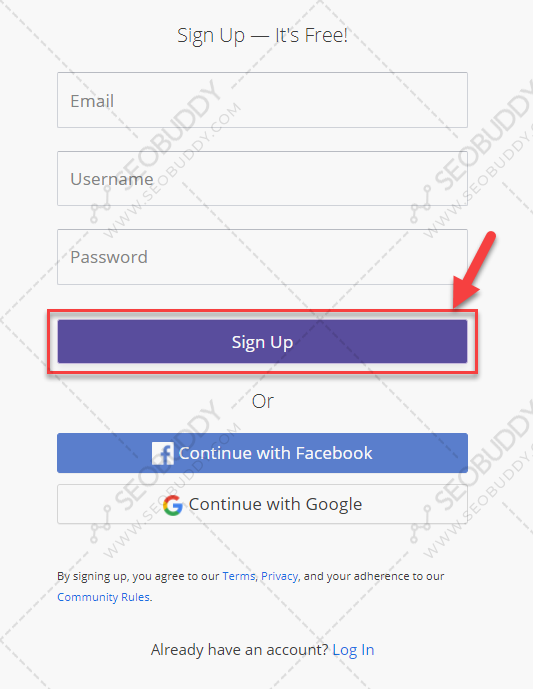 Sign Up — It's Free!
Email
Username
Password
Sign Up
Or
Continue with Facebook
Continue with Google
By signing up, you agree to our Terms, Privacy, and your adherence to our
Community Rules.
Already have an account? Log In
SEOBUDDY
WWW.SEOBUDDY.COM
SEOBUDDY
WWW.SEOBUDDY.COM
SEOBUDDY
WWW.SEOBUDDY.COM
SEOBUDDY
WWW.SEOBUDDY.COM